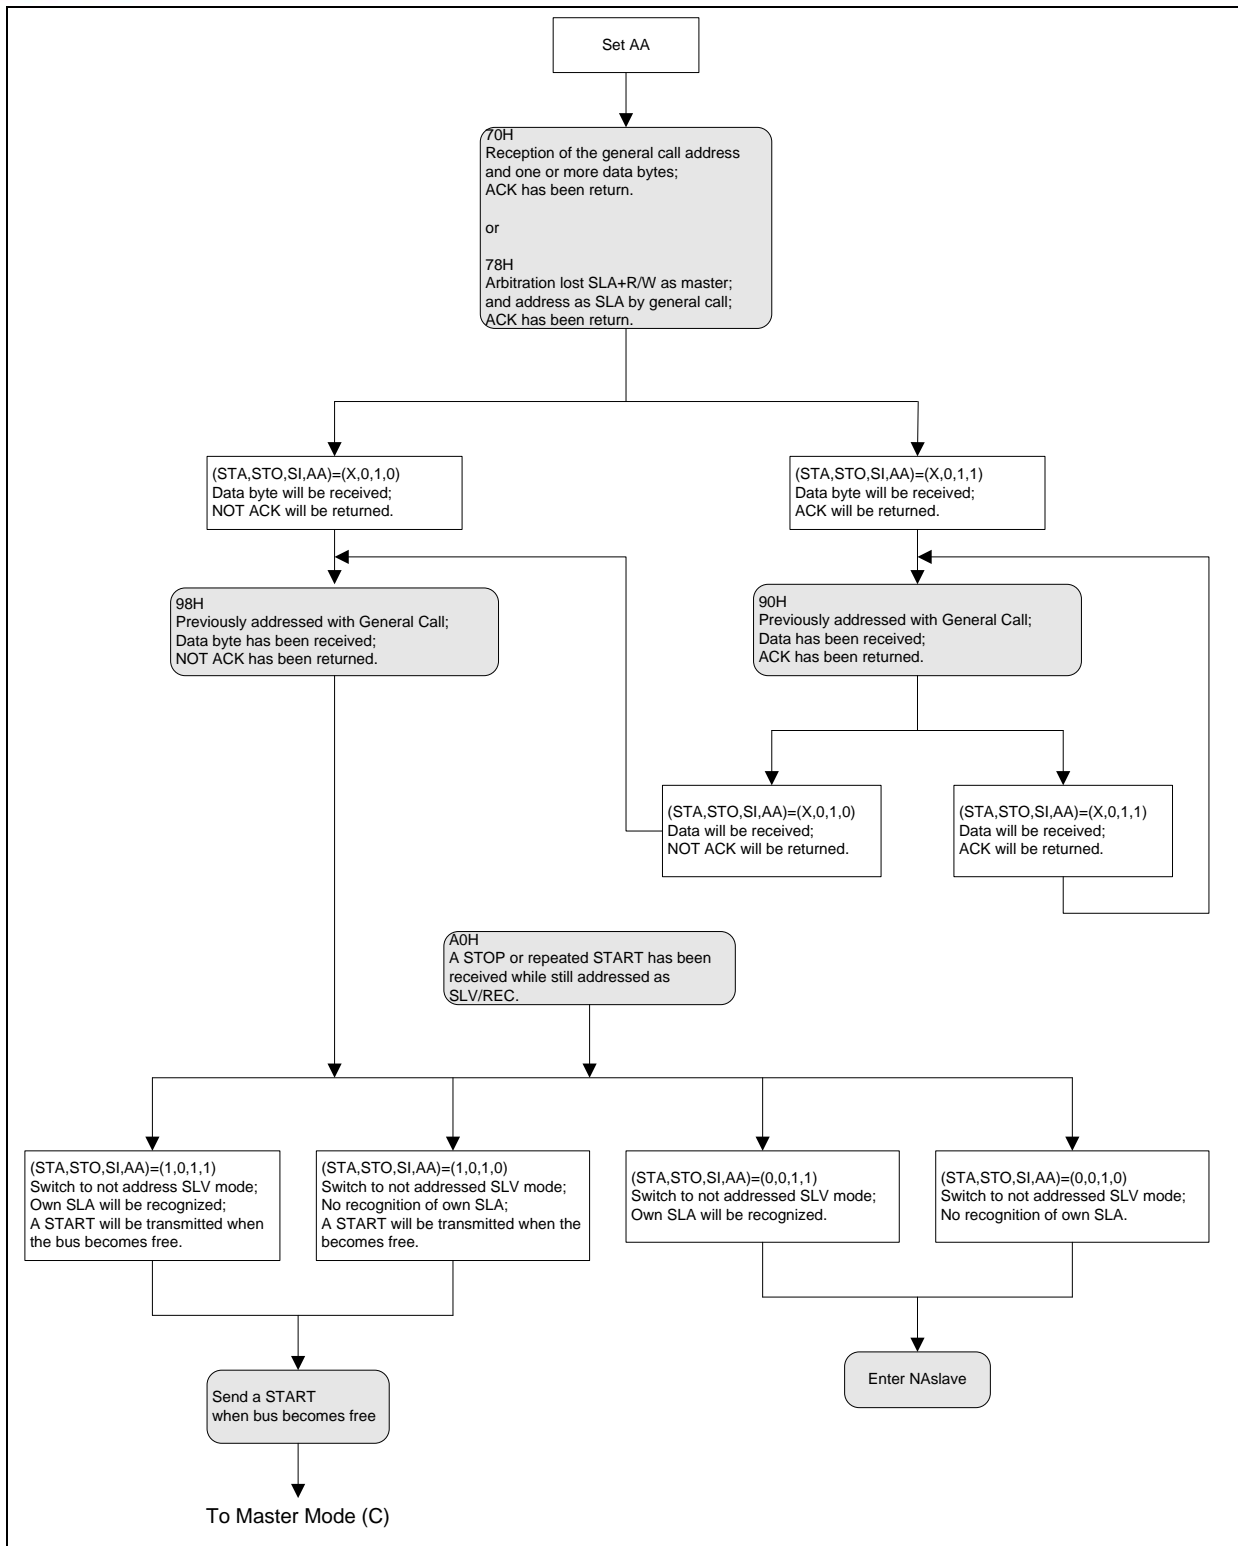 Set AA
70H
Reception of the general call address
and one or more data bytes;
ACK has been return.
or
78H
Arbitration lost SLA+R/W as master;
and address as SLA by general call;
ACK has been return.
(STA,STO,SI,AA)=(X,0,1,0)
Data byte will be received;
NOT ACK will be returned.
(STA,STO,SI,AA)=(X,0,1,1)
Data byte will be received;
ACK will be returned.
98H
Previously addressed with General Call;
Data byte has been received;
NOT ACK has been returned.
90H
Previously addressed with General Call;
Data has been received;
ACK has been returned.
(STA,STO,SI,AA)=(X,0,1,0)
Data will be received;
NOT ACK will be returned.
(STA,STO,SI,AA)=(X,0,1,1)
Data will be received;
ACK will be returned.
A0H
A STOP or repeated START has been
received while still addressed as
SLV/REC.
(STA,STO,SI,AA)=(1,0,1,1)
Switch to not address SLV mode;
Own SLA will be recognized;
A START will be transmitted when
the bus becomes free.
(STA,STO,SI,AA)=(1,0,1,0)
Switch to not addressed SLV mode;
No recognition of own SLA;
A START will be transmitted when the
becomes free.
(STA,STO,SI,AA)=(0,0,1,1)
Switch to not addressed SLV mode;
Own SLA will be recognized.
(STA,STO,SI,AA)=(0,0,1,0)
Switch to not addressed SLV mode;
No recognition of own SLA.
Send a START
when bus becomes free
Enter NAslave
To Master Mode (C)